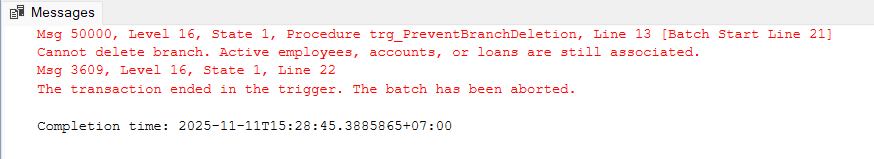 Messages
Msg 50000, Level 16, State 1, Procedure trg_PreventBranchDeletion, Line 13 [Batch Start Line 21]
Cannot delete branch. Active employees, accounts, or loans are still associated.
Msg 3609, Level 16, State 1, Line 22
The transaction ended in the trigger. The batch has been aborted.
Completion time: 2025-11-11T15:28:45.3885865+07:00